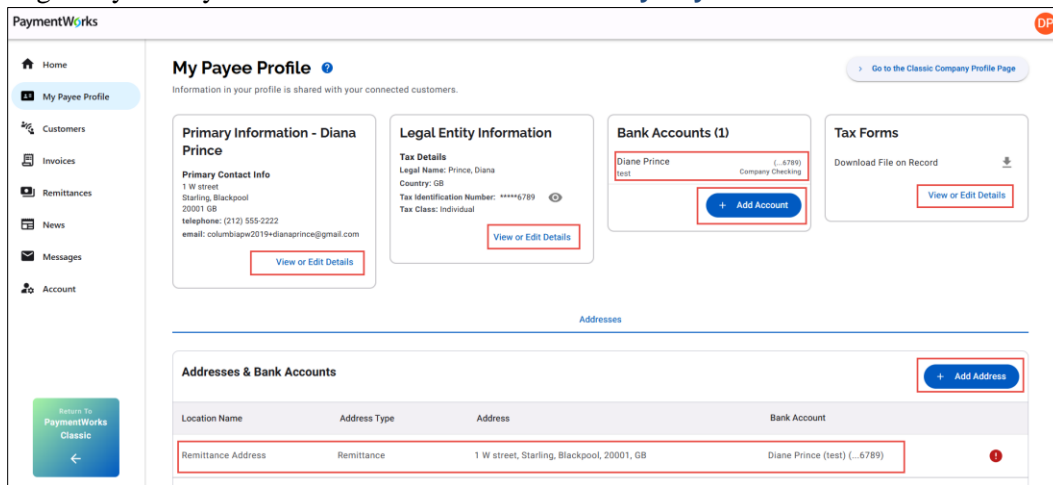 PaymentWorks
DP
Home
My Payee Profile
Customers
Invoices
Remittances
News
Messages
Account
Return To
PaymentWorks
Classic
My Payee Profile
Information in your profile is shared with your connected customers.
Go to the Classic Company Profile Page
Primary Information - Diana
Prince
Primary Contact Info
1 W street
Starling, Blackpool
20001 GB
telephone: (212) 555-2222
email: columbiapw2019+dianaprince@gmail.com
View or Edit Details
Legal Entity Information
Tax Details
Legal Name: Prince, Diana
Country: GB
Tax Identification Number: *****6789
Tax Class: Individual
View or Edit Details
Bank Accounts (1)
Diane Prince (...6789)
test Company Checking
+ Add Account
Tax Forms
Download File on Record
View or Edit Details
Addresses
Addresses & Bank Accounts
+ Add Address
Location Name Address Type Address Bank Account
Remittance Address Remittance 1 W street, Starling, Blackpool, 20001, GB Diane Prince (test) (...6789)